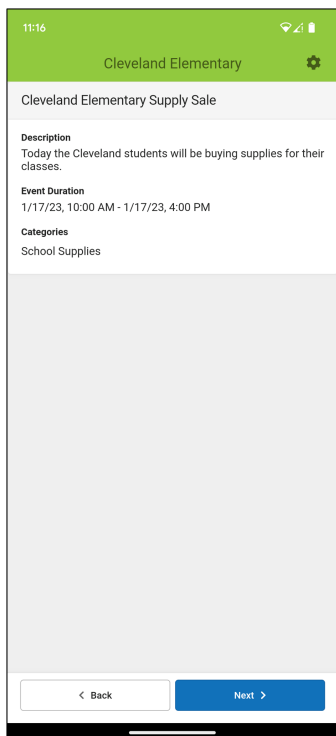 11:16
Cleveland Elementary
Cleveland Elementary Supply Sale
Description
Today the Cleveland students will be buying supplies for their
classes.
Event Duration
1/17/23, 10:00 AM - 1/17/23, 4:00 PM
Categories
School Supplies
Back
Next